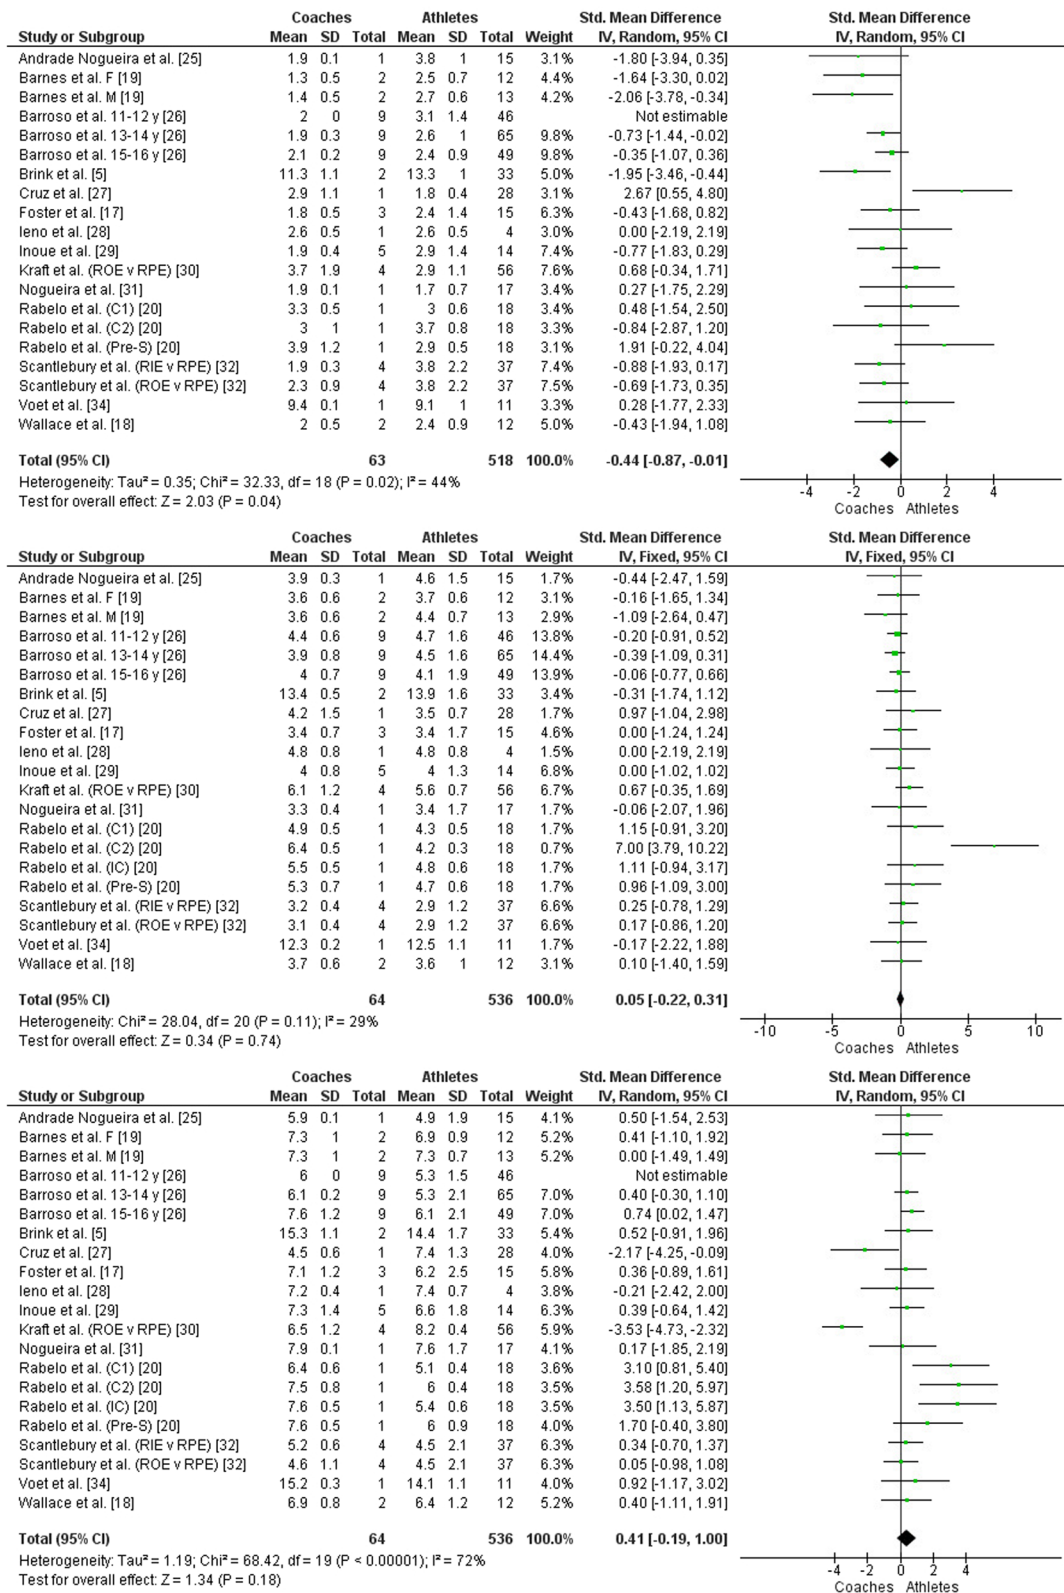 Coaches Athletes Std. Mean Difference Std. Mean Difference
Study or Subgroup Mean SD Total Mean SD Total Weight IV, Random, 95% CI IV, Random, 95% CI
Andrade Nogueira et al. [25] 1.9 0.1 1 3.8 1 15 3.1% -1.80 [-3.94, 0.35]
Barnes et al. F [19] 1.3 0.5 2 2.5 0.7 12 4.3% -1.64 [-3.30, 0.02]
Barnes et al. M [19] 1.4 0.5 2 2.7 0.6 13 4.2% -2.06 [-3.78, -0.34]
Barroso et al. 11-12 y [26] 2 0 9 3.1 1.4 46 Not estimable
Barroso et al. 13-14 y [26] 1.9 0.3 9 2.6 1 65 9.8% -0.73 [-1.44, -0.02]
Barroso et al. 15-16 y [26] 2.1 0.2 9 2.4 0.9 49 9.8% -0.35 [-1.07, 0.36]
Brink et al. [5] 11.3 1.1 2 13.3 1 33 5.0% -1.95 [-3.46, -0.44]
Cruz et al. [27] 2.9 1.1 1 1.8 0.4 28 3.1% 2.67 [0.55, 4.80]
Foster et al. [17] 1.8 0.5 3 2.4 1.4 15 6.3% -0.43 [-1.68, 0.82]
Ieno et al. [28] 2.6 0.5 1 2.6 0.5 4 3.0% 0.00 [-2.19, 2.19]
Inoue et al. [29] 1.9 0.4 5 2.9 1.4 14 7.4% -0.77 [-1.83, 0.29]
Kraft et al. (ROE v RPE) [30] 3.7 1.9 4 2.9 1.1 56 7.6% 0.68 [-0.34, 1.71]
Nogueira et al. [31] 1.9 0.1 1 1.7 0.7 17 3.4% 0.27 [-1.75, 2.29]
Rabelo et al. (C1) [20] 3.3 0.5 1 3 0.6 18 3.4% 0.48 [-1.54, 2.50]
Rabelo et al. (C2) [20] 3 1 1 3.7 0.8 18 3.3% -0.84 [-2.87, 1.20]
Rabelo et al. (Pre-S) [20] 3.9 1.2 1 2.9 0.5 18 3.1% 1.91 [-0.22, 4.04]
Scantlebury et al. (RIE v RPE) [32] 1.9 0.3 4 3.8 2.2 37 7.4% -0.88 [-1.93, 0.17]
Scantlebury et al. (ROE v RPE) [32] 2.3 0.9 4 3.8 2.2 37 7.5% -0.69 [-1.73, 0.35]
Voet et al. [34] 9.4 0.1 1 9.1 1 11 3.3% 0.28 [-1.77, 2.33]
Wallace et al. [18] 2 0.5 2 2.4 0.9 12 5.0% -0.43 [-1.94, 1.08]
Total (95% CI) 63 518 100.0% -0.44 [-0.87, -0.01]
Heterogeneity: Tau² = 0.35; Chi² = 32.33, df = 18 (P = 0.02); I² = 44%
Test for overall effect: Z = 2.03 (P = 0.04)
-4 -2 0 2 4
Coaches Athletes
Coaches Athletes Std. Mean Difference Std. Mean Difference
Study or Subgroup Mean SD Total Mean SD Total Weight IV, Fixed, 95% CI IV, Fixed, 95% CI
Andrade Nogueira et al. [25] 3.9 0.3 1 4.6 1.5 15 1.7% -0.44 [-2.47, 1.59]
Barnes et al. F [19] 3.6 0.6 2 3.7 0.6 12 3.1% -0.16 [-1.65, 1.34]
Barnes et al. M [19] 3.6 0.6 2 4.4 0.7 13 2.9% -1.09 [-2.64, 0.47]
Barroso et al. 11-12 y [26] 4.4 0.6 9 4.7 1.6 46 13.8% -0.20 [-0.91, 0.52]
Barroso et al. 13-14 y [26] 3.9 0.8 9 4.5 1.6 65 14.4% -0.39 [-1.09, 0.31]
Barroso et al. 15-16 y [26] 4 0.7 9 4.1 1.9 49 13.9% -0.06 [-0.77, 0.66]
Brink et al. [5] 13.4 0.5 2 13.9 1.6 33 3.4% -0.31 [-1.74, 1.12]
Cruz et al. [27] 4.2 1.5 1 3.5 0.7 28 1.7% 0.97 [-1.04, 2.98]
Foster et al. [17] 3.4 0.7 3 3.4 1.7 15 4.6% 0.00 [-1.24, 1.24]
Ieno et al. [28] 4.8 0.8 1 4.8 0.8 4 1.5% 0.00 [-2.19, 2.19]
Inoue et al. [29] 4 0.8 5 4 1.3 14 6.8% 0.00 [-1.02, 1.02]
Kraft et al. (ROE v RPE) [30] 6.1 1.2 4 5.6 0.7 56 6.7% 0.67 [-0.35, 1.69]
Nogueira et al. [31] 3.3 0.4 1 3.4 1.7 17 1.7% -0.06 [-2.07, 1.96]
Rabelo et al. (C1) [20] 4.9 0.5 1 4.3 0.5 18 1.7% 1.15 [-0.91, 3.20]
Rabelo et al. (C2) [20] 6.4 0.5 1 4.2 0.3 18 0.7% 7.00 [3.79, 10.22]
Rabelo et al. (IC) [20] 5.5 0.5 1 4.8 0.6 18 1.6% 1.11 [-0.94, 3.17]
Rabelo et al. (Pre-S) [20] 5.3 0.7 1 4.7 0.6 18 1.7% 0.96 [-1.09, 3.00]
Scantlebury et al. (RIE v RPE) [32] 3.2 0.4 4 2.9 1.2 37 6.6% 0.25 [-0.78, 1.29]
Scantlebury et al. (ROE v RPE) [32] 3.1 0.4 4 2.9 1.2 37 6.6% 0.17 [-0.86, 1.20]
Voet et al. [34] 12.3 0.2 1 12.5 1.1 11 1.7% -0.17 [-2.22, 1.88]
Wallace et al. [18] 3.7 0.6 2 3.6 1 12 3.1% 0.10 [-1.40, 1.59]
Total (95% CI) 64 536 100.0% 0.05 [-0.22, 0.31]
Heterogeneity: Chi² = 28.04, df = 20 (P = 0.11); I² = 29%
Test for overall effect: Z = 0.34 (P = 0.74)
-10 -5 0 5 10
Coaches Athletes
Coaches Athletes Std. Mean Difference Std. Mean Difference
Study or Subgroup Mean SD Total Mean SD Total Weight IV, Random, 95% CI IV, Random, 95% CI
Andrade Nogueira et al. [25] 5.9 0.1 1 4.9 1.9 15 4.1% 0.50 [-1.54, 2.53]
Barnes et al. F [19] 7.3 1 2 6.9 0.9 12 5.2% 0.41 [-1.10, 1.92]
Barnes et al. M [19] 7.3 1 2 7.3 0.7 13 5.2% 0.00 [-1.49, 1.49]
Barroso et al. 11-12 y [26] 6 0 9 5.3 1.5 46 Not estimable
Barroso et al. 13-14 y [26] 6.1 0.2 9 5.3 2.1 65 7.0% 0.40 [-0.30, 1.10]
Barroso et al. 15-16 y [26] 7.6 1.2 9 6.1 2.1 49 7.0% 0.74 [0.02, 1.47]
Brink et al. [5] 15.3 1.1 2 14.4 1.7 33 5.4% 0.52 [-0.91, 1.96]
Cruz et al. [27] 4.5 0.6 1 7.4 1.3 28 4.0% -2.17 [-4.25, -0.09]
Foster et al. [17] 7.1 1.2 3 6.2 2.5 15 5.8% 0.36 [-0.89, 1.61]
Ieno et al. [28] 7.2 0.4 1 7.4 0.7 4 3.8% -0.21 [-2.42, 2.00]
Inoue et al. [29] 7.3 1.4 5 6.6 1.8 14 6.3% 0.39 [-0.64, 1.42]
Kraft et al. (ROE v RPE) [30] 6.5 1.2 4 8.2 0.4 56 5.9% -3.53 [-4.73, -2.32]
Nogueira et al. [31] 7.9 0.1 1 7.6 1.7 17 4.1% 0.17 [-1.85, 2.19]
Rabelo et al. (C1) [20] 6.4 0.6 1 5.1 0.4 18 3.7% 3.10 [0.81, 5.40]
Rabelo et al. (C2) [20] 7.5 0.8 1 6 0.4 18 3.5% 3.58 [1.20, 5.97]
Rabelo et al. (IC) [20] 7.6 0.5 1 5.4 0.6 18 3.6% 3.50 [1.13, 5.87]
Rabelo et al. (Pre-S) [20] 7.6 0.5 1 6 0.9 18 4.0% 1.70 [-0.40, 3.80]
Scantlebury et al. (RIE v RPE) [32] 5.2 0.6 4 4.5 2.1 37 6.3% 0.34 [-0.70, 1.37]
Scantlebury et al. (ROE v RPE) [32] 4.6 1.1 4 4.5 2.1 37 6.3% 0.05 [-0.98, 1.08]
Voet et al. [34] 15.2 0.3 1 14.1 1.1 11 4.0% 0.92 [-1.17, 3.02]
Wallace et al. [18] 6.9 0.8 2 6.4 1.2 12 5.2% 0.40 [-1.11, 1.91]
Total (95% CI) 64 536 100.0% 0.41 [-0.19, 1.00]
Heterogeneity: Tau² = 1.19; Chi² = 68.42, df = 19 (P < 0.00001); I² = 72%
Test for overall effect: Z = 1.34 (P = 0.18)
-4 -2 0 2 4
Coaches Athletes